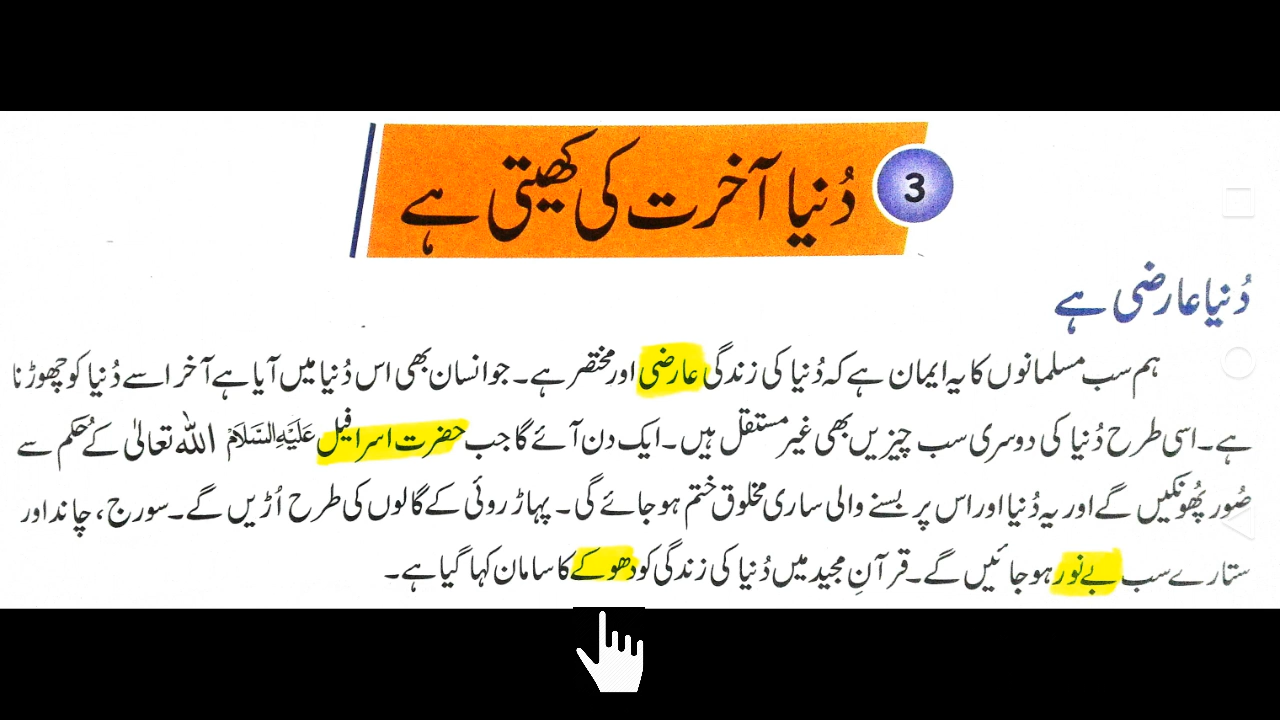 3
دُنیا آخرت کی کھیتی ہے
دُنیا عارضی ہے
ہم سب مسلمانوں کا یہ ایمان ہے کہ دُنیا کی زندگی عارضی اور مختصر ہے۔ جو انسان بھی اس دُنیا میں آیا ہے آخر اسے دُنیا کو چھوڑنا
ہے۔ اسی طرح دُنیا کی دوسری سب چیزیں بھی غیر مستقل ہیں۔ ایک دن آئے گا جب حضرت اسرافیل عَلَيْهِ السَّلَامُ اللہ تعالیٰ کے حُکم سے
صُور پُھونکیں گے اور یہ دُنیا اور اس پر بسنے والی ساری مخلوق ختم ہو جائے گی۔ پہاڑ روئی کے گالوں کی طرح اُڑیں گے۔ سورج، چاند اور
ستارے سب بے نور ہو جائیں گے۔ قرآنِ مجید میں دُنیا کی زندگی کو دھوکے کا سامان کہا گیا ہے۔